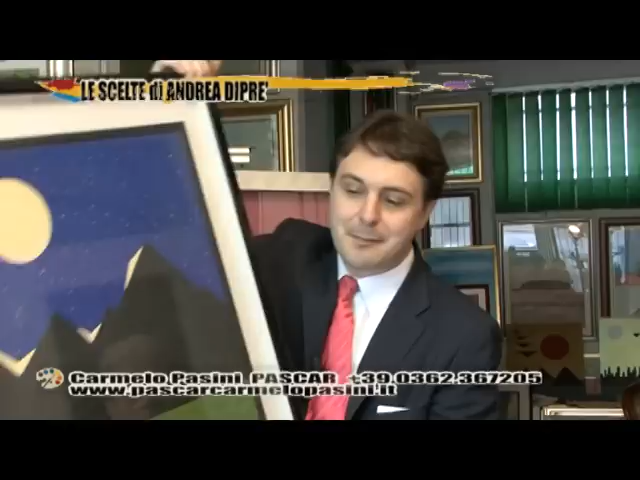 LE SCELTE di ANDREA DIPRE'
Carmelo Pasini PASCAR +39.0362.367205
www.pascarcarmelopasini.it